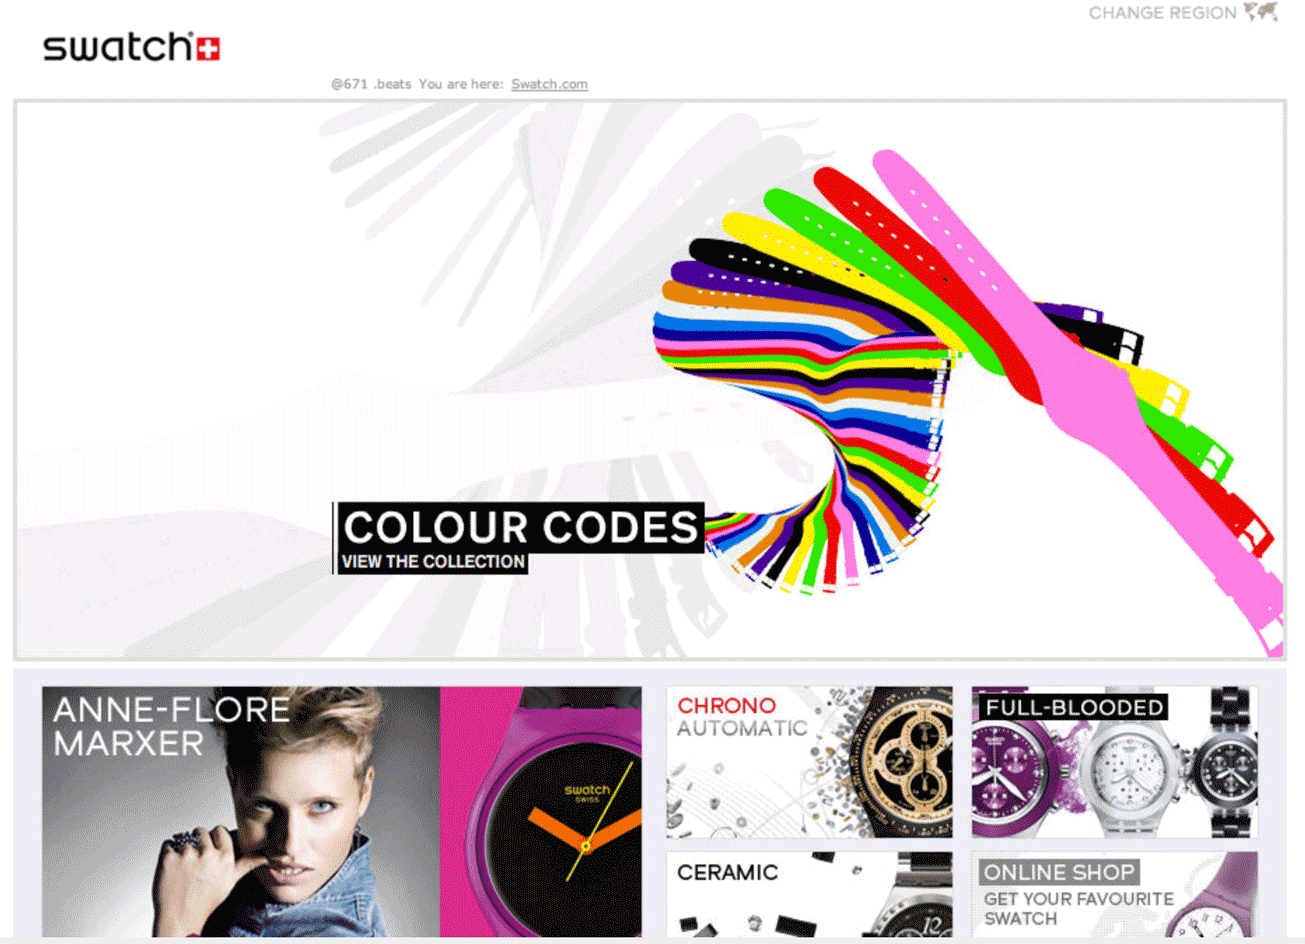 CHANGE REGION
swatch
@671 .beats You are here: Swatch.com
COLOUR CODES
VIEW THE COLLECTION
ANNE-FLORE
MARXER
swatch
SWISS
CHRONO
AUTOMATIC
FULL-BLOODED
CERAMIC
ONLINE SHOP
GET YOUR FAVOURITE
SWATCH